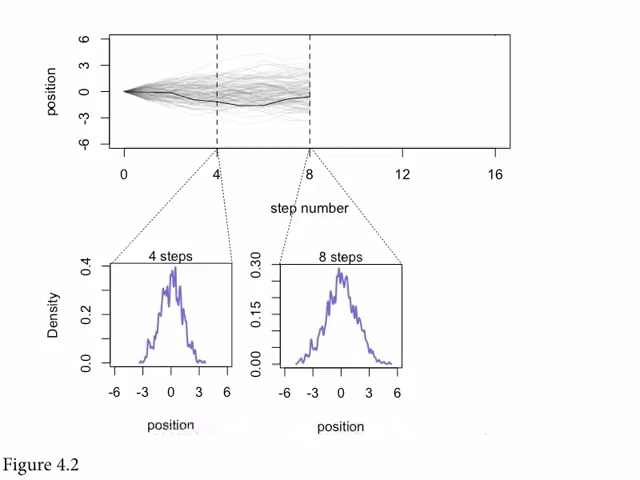 position
6
3
0
-3
-6
0 4 8 12 16
step number
4 steps
8 steps
Density
0.4
0.2
0.0
0.30
0.15
0.00
-6 -3 0 3 6
-6 -3 0 3 6
position
position
Figure 4.2